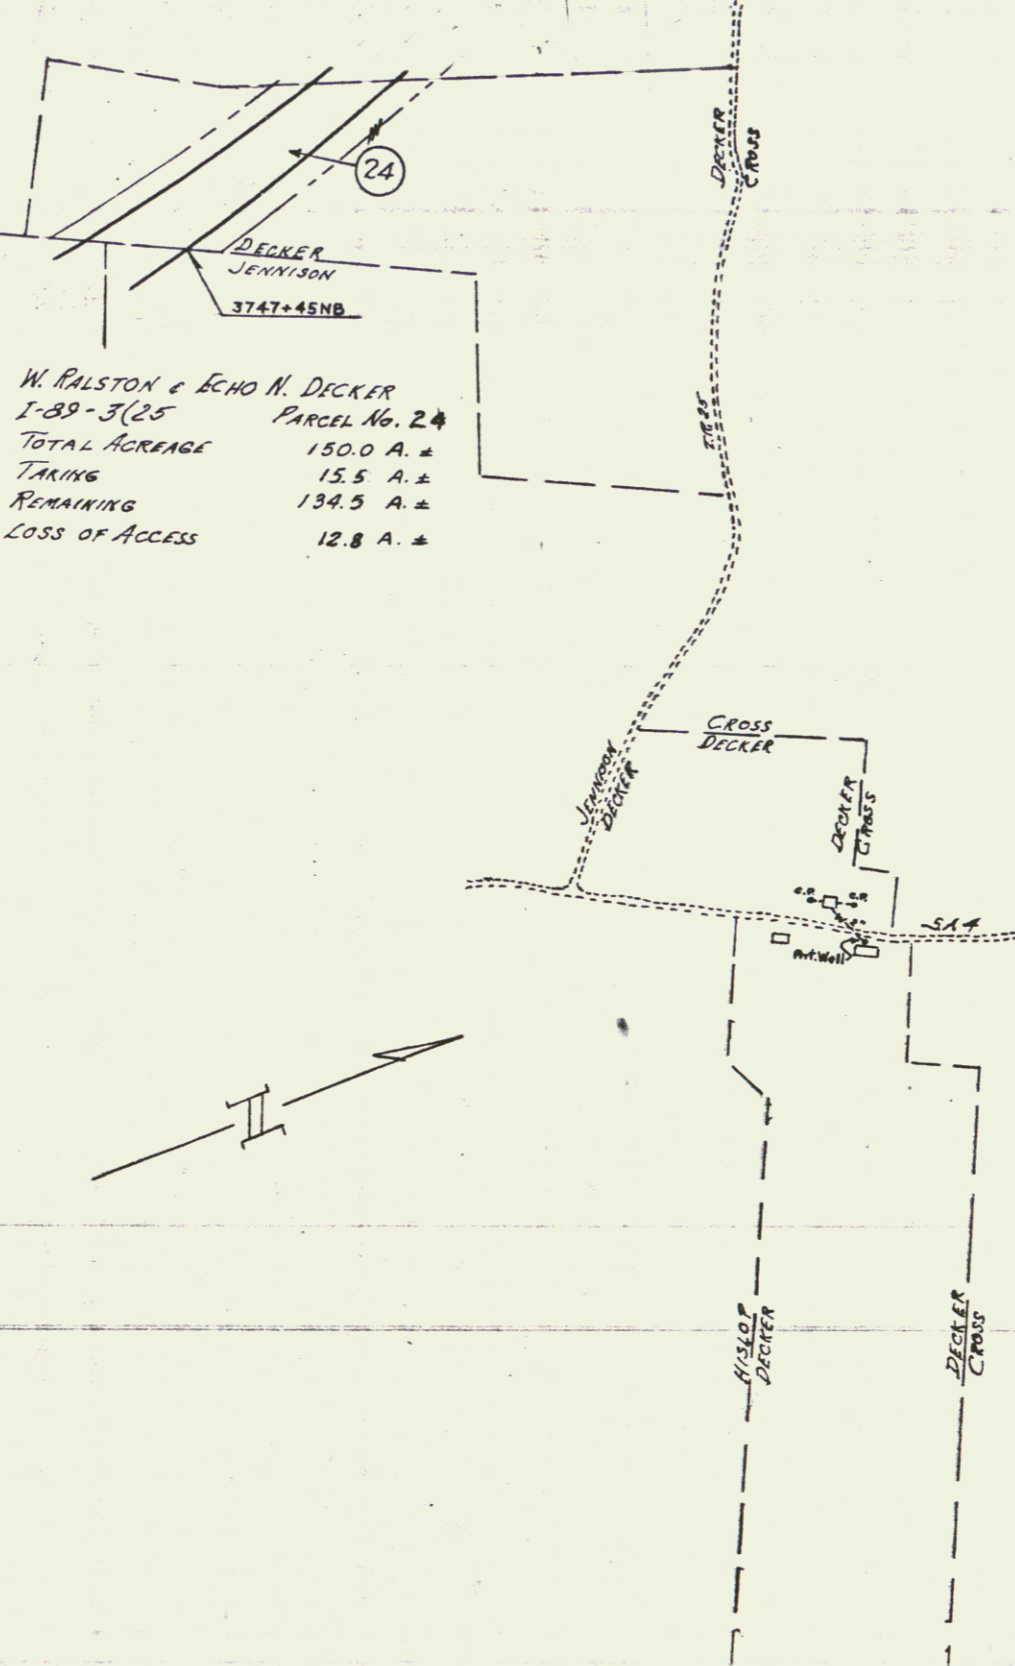 DECKER
CROSS
24
DECKER
JENNISON
3747+45NB
W. RALSTON & ECHO N. DECKER
I-89-3(25 PARCEL No. 24
TOTAL ACREAGE 150.0 A. ±
TAKING 15.5 A. ±
REMAINING 134.5 A. ±
LOSS OF ACCESS 12.8 A. ±
T.R. 25
CROSS
DECKER
JENNISON
DECKER
DECKER
CROSS
C.P. C.P.
S.A 4
Art. Well
N
HISLOP
DECKER
DECKER
CROSS